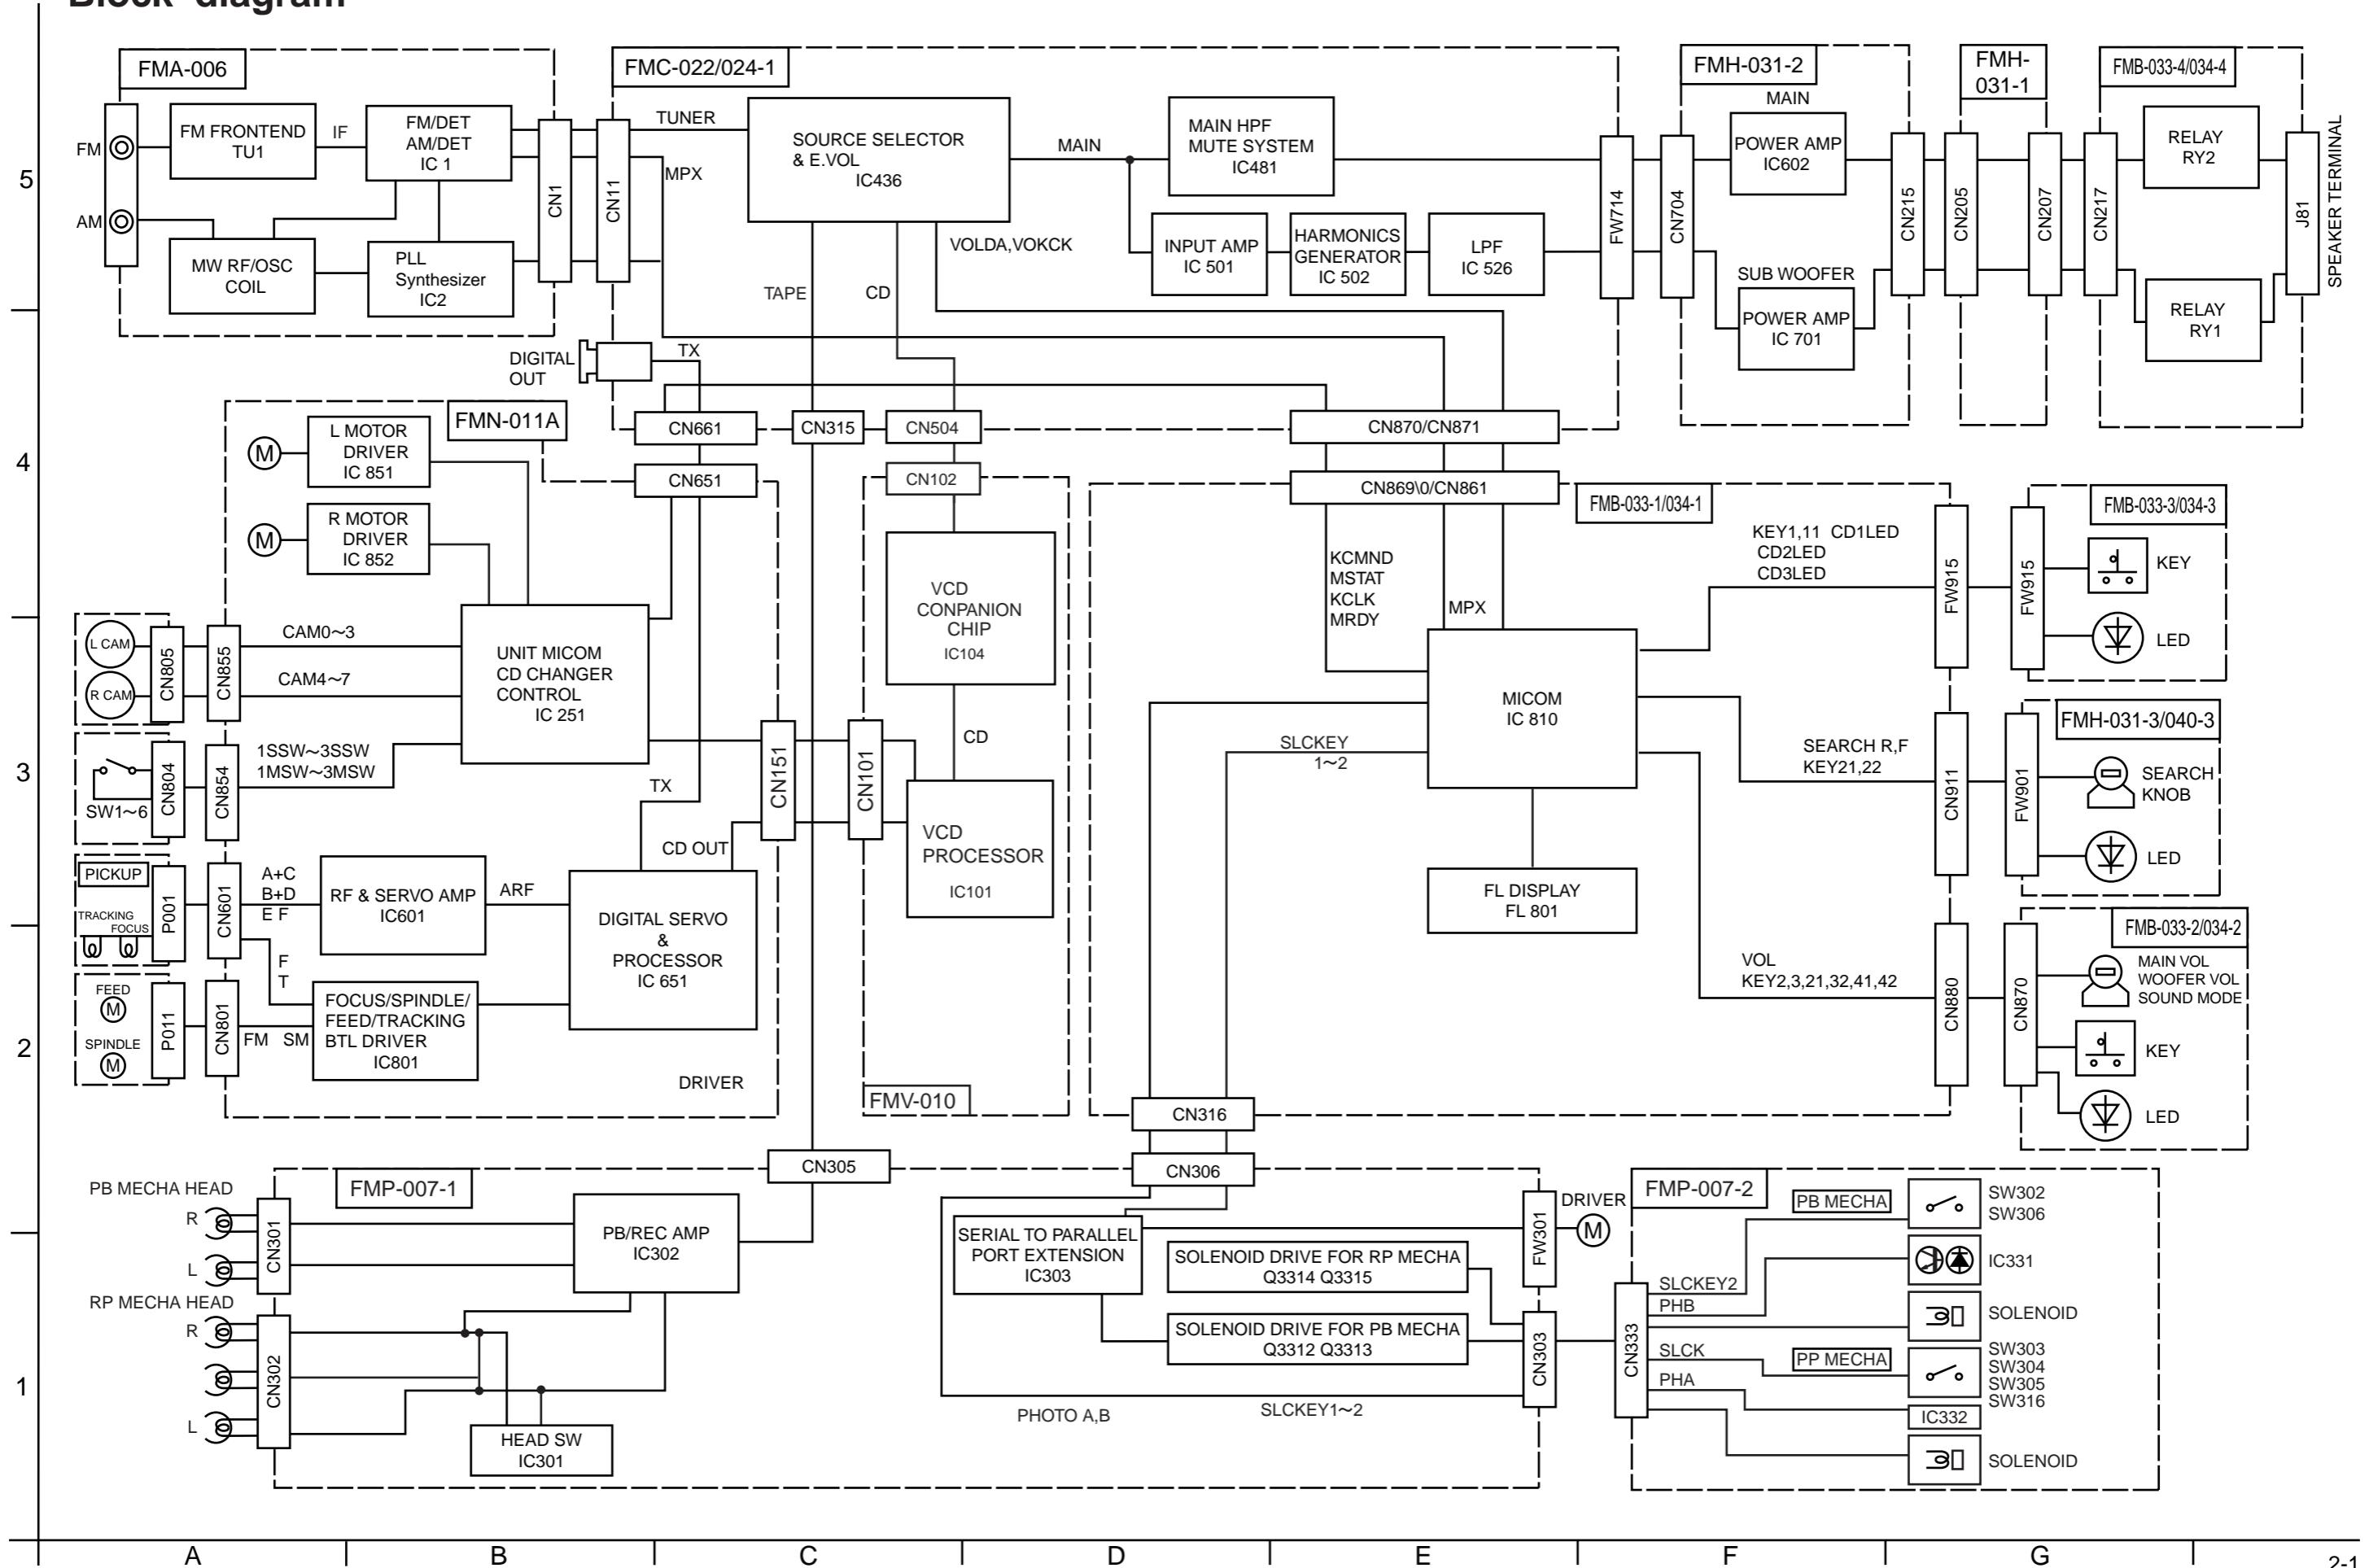 Block diagram
FMA-006
FM
AM
FM FRONTEND
TU1
IF
FM/DET
AM/DET
IC 1
MW RF/OSC
COIL
PLL
Synthesizer
IC2
CN1
FMC-022/024-1
CN11
TUNER
MPX
SOURCE SELECTOR
& E.VOL
IC436
MAIN
MAIN HPF
MUTE SYSTEM
IC481
INPUT AMP
IC 501
HARMONICS
GENERATOR
IC 502
LPF
IC 526
VOLDA,VOKCK
TAPE
CD
DIGITAL
OUT
TX
FW714
FMH-031-2
MAIN
CN704
POWER AMP
IC602
SUB WOOFER
POWER AMP
IC 701
CN215
FMH-
031-1
CN205
CN207
FMB-033-4/034-4
CN217
RELAY
RY2
RELAY
RY1
J81
SPEAKER TERMINAL
CN661
CN315
CN504
CN870/CN871
FMN-011A
L MOTOR
DRIVER
IC 851
M
R MOTOR
DRIVER
IC 852
M
CN651
CN102
CN869\0/CN861
FMB-033-1/034-1
L CAM
R CAM
CN805
CN855
CAM0～3
CAM4～7
UNIT MICOM
CD CHANGER
CONTROL
IC 251
SW1～6
CN804
CN854
1SSW～3SSW
1MSW～3MSW
TX
CD OUT
CN151
CN101
PICKUP
TRACKING
FOCUS
P001
CN601
A+C
B+D
E F
RF & SERVO AMP
IC601
ARF
DIGITAL SERVO
&
PROCESSOR
IC 651
F
T
FEED
M
SPINDLE
M
P011
CN801
FM SM
FOCUS/SPINDLE/
FEED/TRACKING
BTL DRIVER
IC801
DRIVER
VCD
CONPANION
CHIP
IC104
CD
VCD
PROCESSOR
IC101
FMV-010
KCMND
MSTAT
KCLK
MRDY
MPX
MICOM
IC 810
SLCKEY
1～2
FL DISPLAY
FL 801
KEY1,11 CD1LED
CD2LED
CD3LED
SEARCH R,F
KEY21,22
VOL
KEY2,3,21,32,41,42
FW915
FW915
FMB-033-3/034-3
KEY
LED
CN911
FW901
FMH-031-3/040-3
SEARCH
KNOB
LED
CN880
CN870
FMB-033-2/034-2
MAIN VOL
WOOFER VOL
SOUND MODE
KEY
LED
CN316
CN305
CN306
PB MECHA HEAD
R
L
CN301
RP MECHA HEAD
R
L
CN302
FMP-007-1
PB/REC AMP
IC302
HEAD SW
IC301
SERIAL TO PARALLEL
PORT EXTENSION
IC303
SOLENOID DRIVE FOR RP MECHA
Q3314 Q3315
SOLENOID DRIVE FOR PB MECHA
Q3312 Q3313
PHOTO A,B
SLCKEY1～2
FW301
CN303
DRIVER
M
FMP-007-2
CN333
SLCKEY2
PHB
SLCK
PHA
PB MECHA
SW302
SW306
IC331
SOLENOID
PP MECHA
SW303
SW304
SW305
SW316
IC332
SOLENOID
5
4
3
2
1
A
B
C
D
E
F
G
2-1